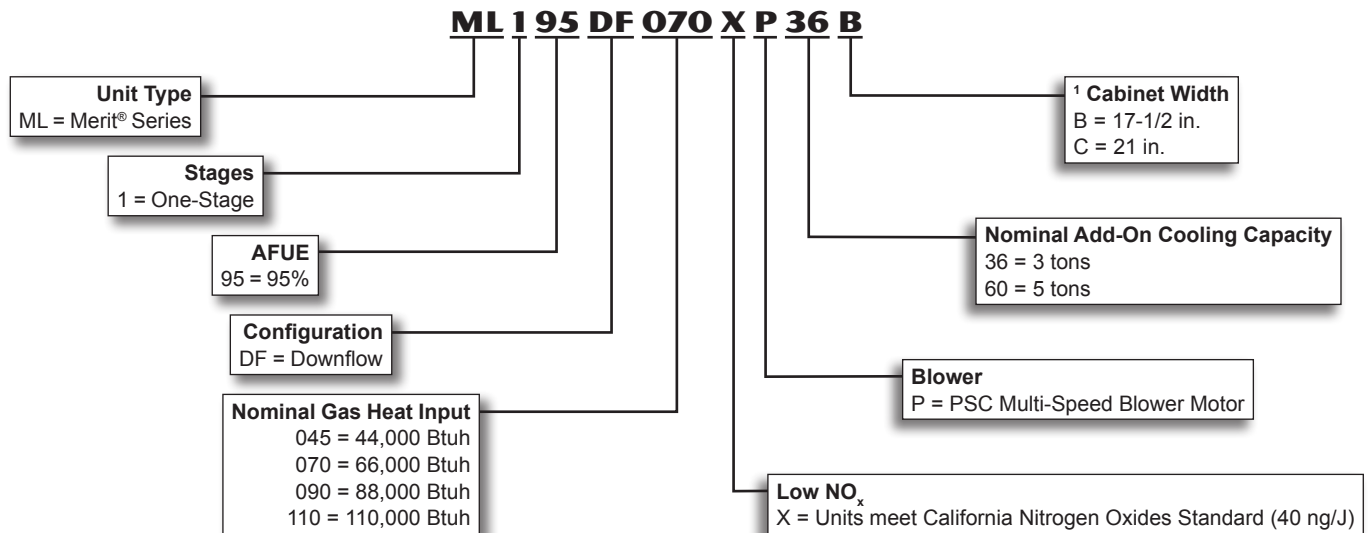 ML 1 95 DF 070 X P 36 B
Unit Type
ML = Merit® Series
Stages
1 = One-Stage
AFUE
95 = 95%
Configuration
DF = Downflow
Nominal Gas Heat Input
045 = 44,000 Btuh
070 = 66,000 Btuh
090 = 88,000 Btuh
110 = 110,000 Btuh
¹ Cabinet Width
B = 17-1/2 in.
C = 21 in.
Nominal Add-On Cooling Capacity
36 = 3 tons
60 = 5 tons
Blower
P = PSC Multi-Speed Blower Motor
Low NOₓ
X = Units meet California Nitrogen Oxides Standard (40 ng/J)